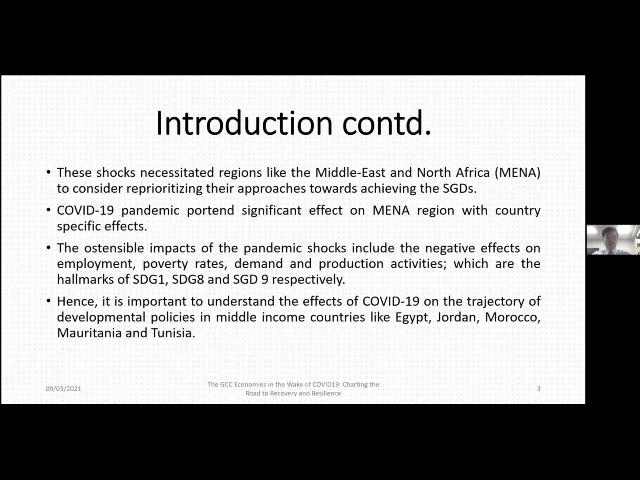 Introduction contd.
• These shocks necessitated regions like the Middle-East and North Africa (MENA)
to consider reprioritizing their approaches towards achieving the SGDs.
• COVID-19 pandemic portend significant effect on MENA region with country
specific effects.
• The ostensible impacts of the pandemic shocks include the negative effects on
employment, poverty rates, demand and production activities; which are the
hallmarks of SDG1, SDG8 and SGD 9 respectively.
• Hence, it is important to understand the effects of COVID-19 on the trajectory of
developmental policies in middle income countries like Egypt, Jordan, Morocco,
Mauritania and Tunisia.
09/03/2021
The GCC Economies in the Wake of COVID19: Charting the
Road to Recovery and Resilience
3